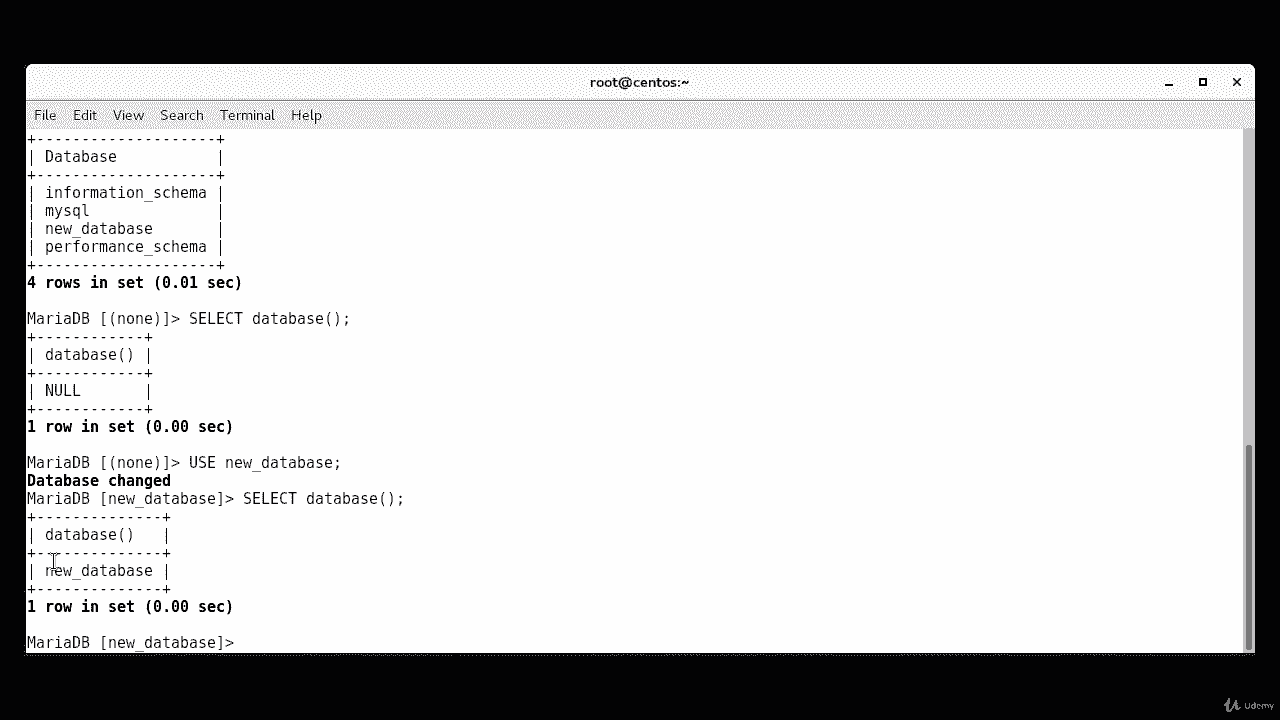 root@centos:~
File Edit View Search Terminal Help
+--------------------+
| Database           |
+--------------------+
| information_schema |
| mysql              |
| new_database       |
| performance_schema |
+--------------------+
4 rows in set (0.01 sec)
MariaDB [(none)]> SELECT database();
+------------+
| database() |
+------------+
| NULL       |
+------------+
1 row in set (0.00 sec)
MariaDB [(none)]> USE new_database;
Database changed
MariaDB [new_database]> SELECT database();
+--------------+
| database()   |
+--------------+
| new_database |
+--------------+
1 row in set (0.00 sec)
MariaDB [new_database]>
Udemy